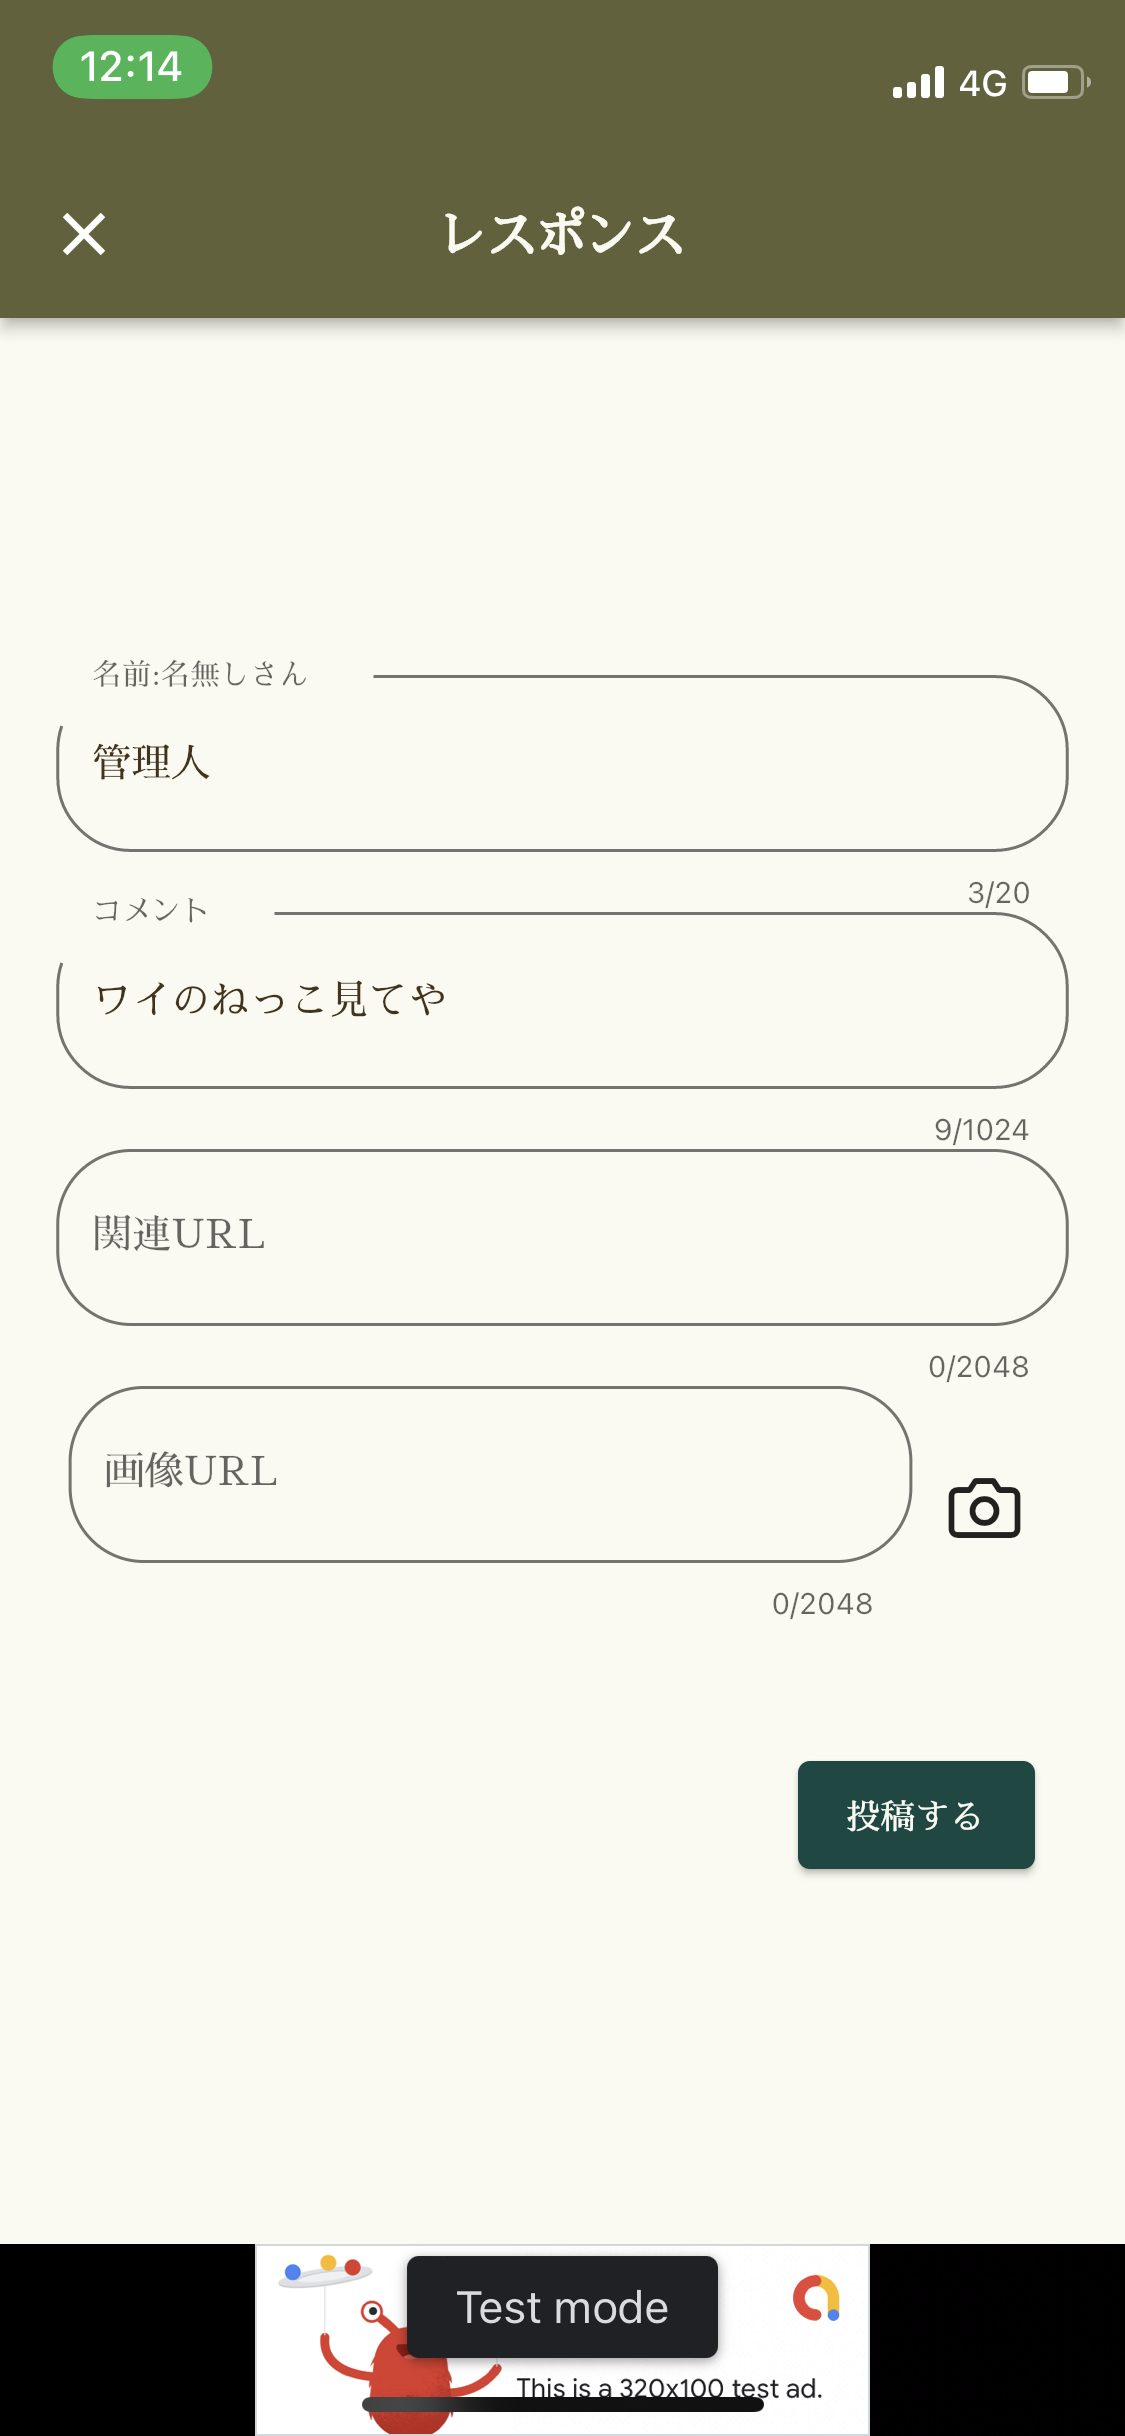 12:14
4G
レスポンス
名前:名無しさん
管理人
3/20
コメント
ワイのねっこ見てや
9/1024
関連URL
0/2048
画像URL
0/2048
投稿する
Test mode
This is a 320x100 test ad.